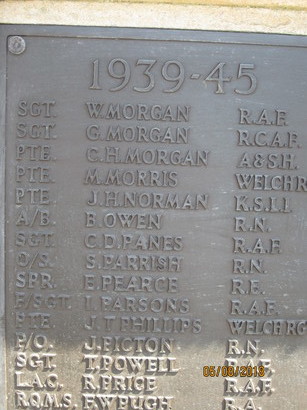 1939-45
SGT. W.MORGAN R.A.F.
SGT. G.MORGAN R.C.A.F.
PTE. C.H.MORGAN A&S.H.
PTE. M.MORRIS WELCH R
PTE. J.H.NORMAN K.S.L.I.
A/B. B.OWEN R.N.
SGT. C.D.PANES R.A.F.
O/S. S.PARRISH R.N.
SPR. E.PEARCE R.E.
F/SGT. I.PARSONS R.A.F.
PTE. J.T.PHILLIPS WELCH RG
P/O. J.PICTON R.N.
SGT. T.POWELL R.A.F.
L.A.C. R.PRICE R.A.F.
R.Q.M.S. F.W.PUGH R.A.
05/08/2013